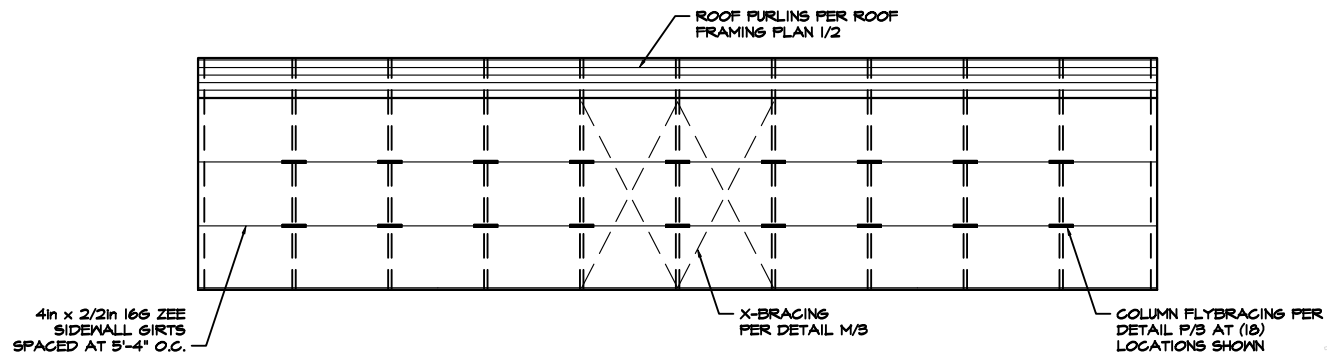 ROOF PURLINS PER ROOF
FRAMING PLAN 1/2
4in x 2/2in 16G ZEE
SIDEWALL GIRTS
SPACED AT 5'-4" O.C.
X-BRACING
PER DETAIL M/3
COLUMN FLYBRACING PER
DETAIL P/3 AT (18)
LOCATIONS SHOWN